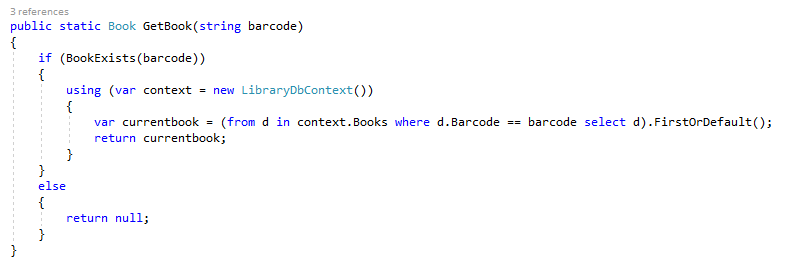 3 references
public static Book GetBook(string barcode)
{
if (BookExists(barcode))
{
using (var context = new LibraryDbContext())
{
var currentbook = (from d in context.Books where d.Barcode == barcode select d).FirstOrDefault();
return currentbook;
}
}
else
{
return null;
}
}